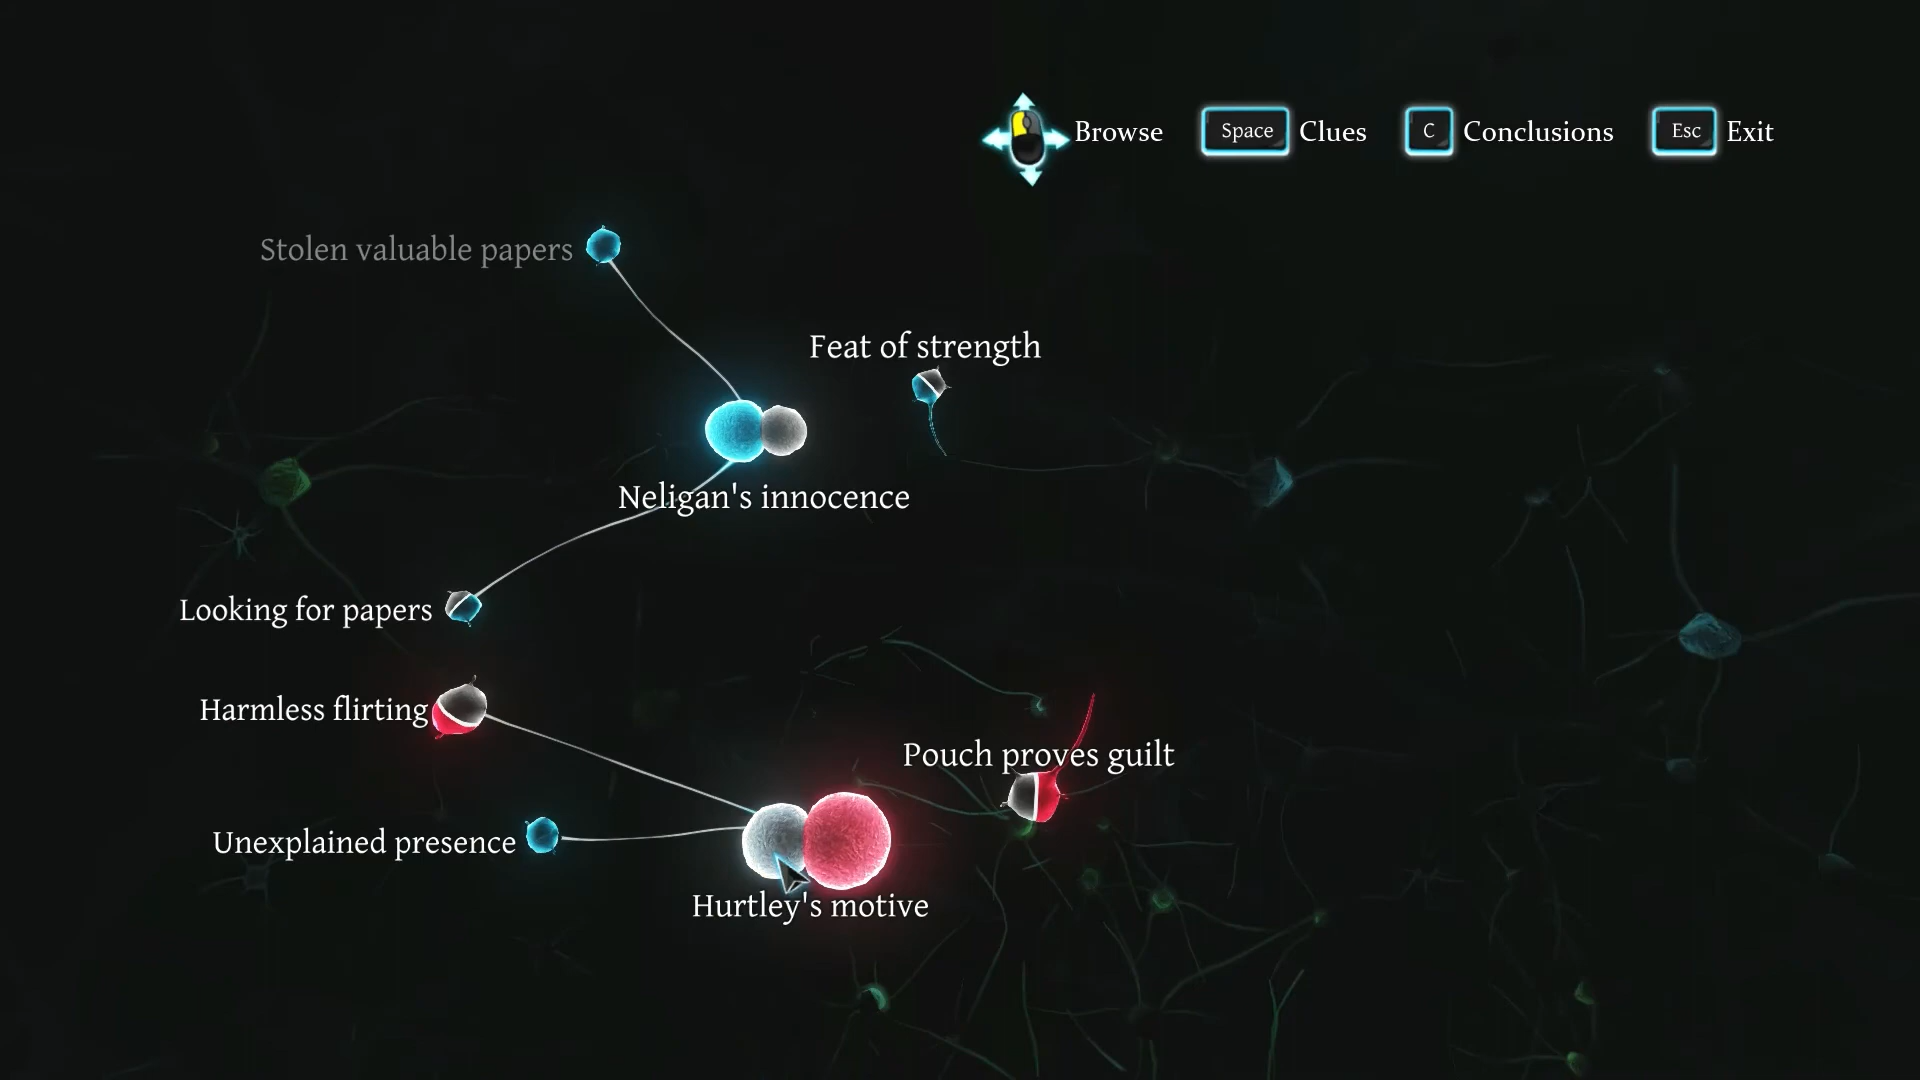 Browse
Space
Clues
C
Conclusions
Esc
Exit
Stolen valuable papers
Feat of strength
Neligan's innocence
Looking for papers
Harmless flirting
Pouch proves guilt
Unexplained presence
Hurtley's motive